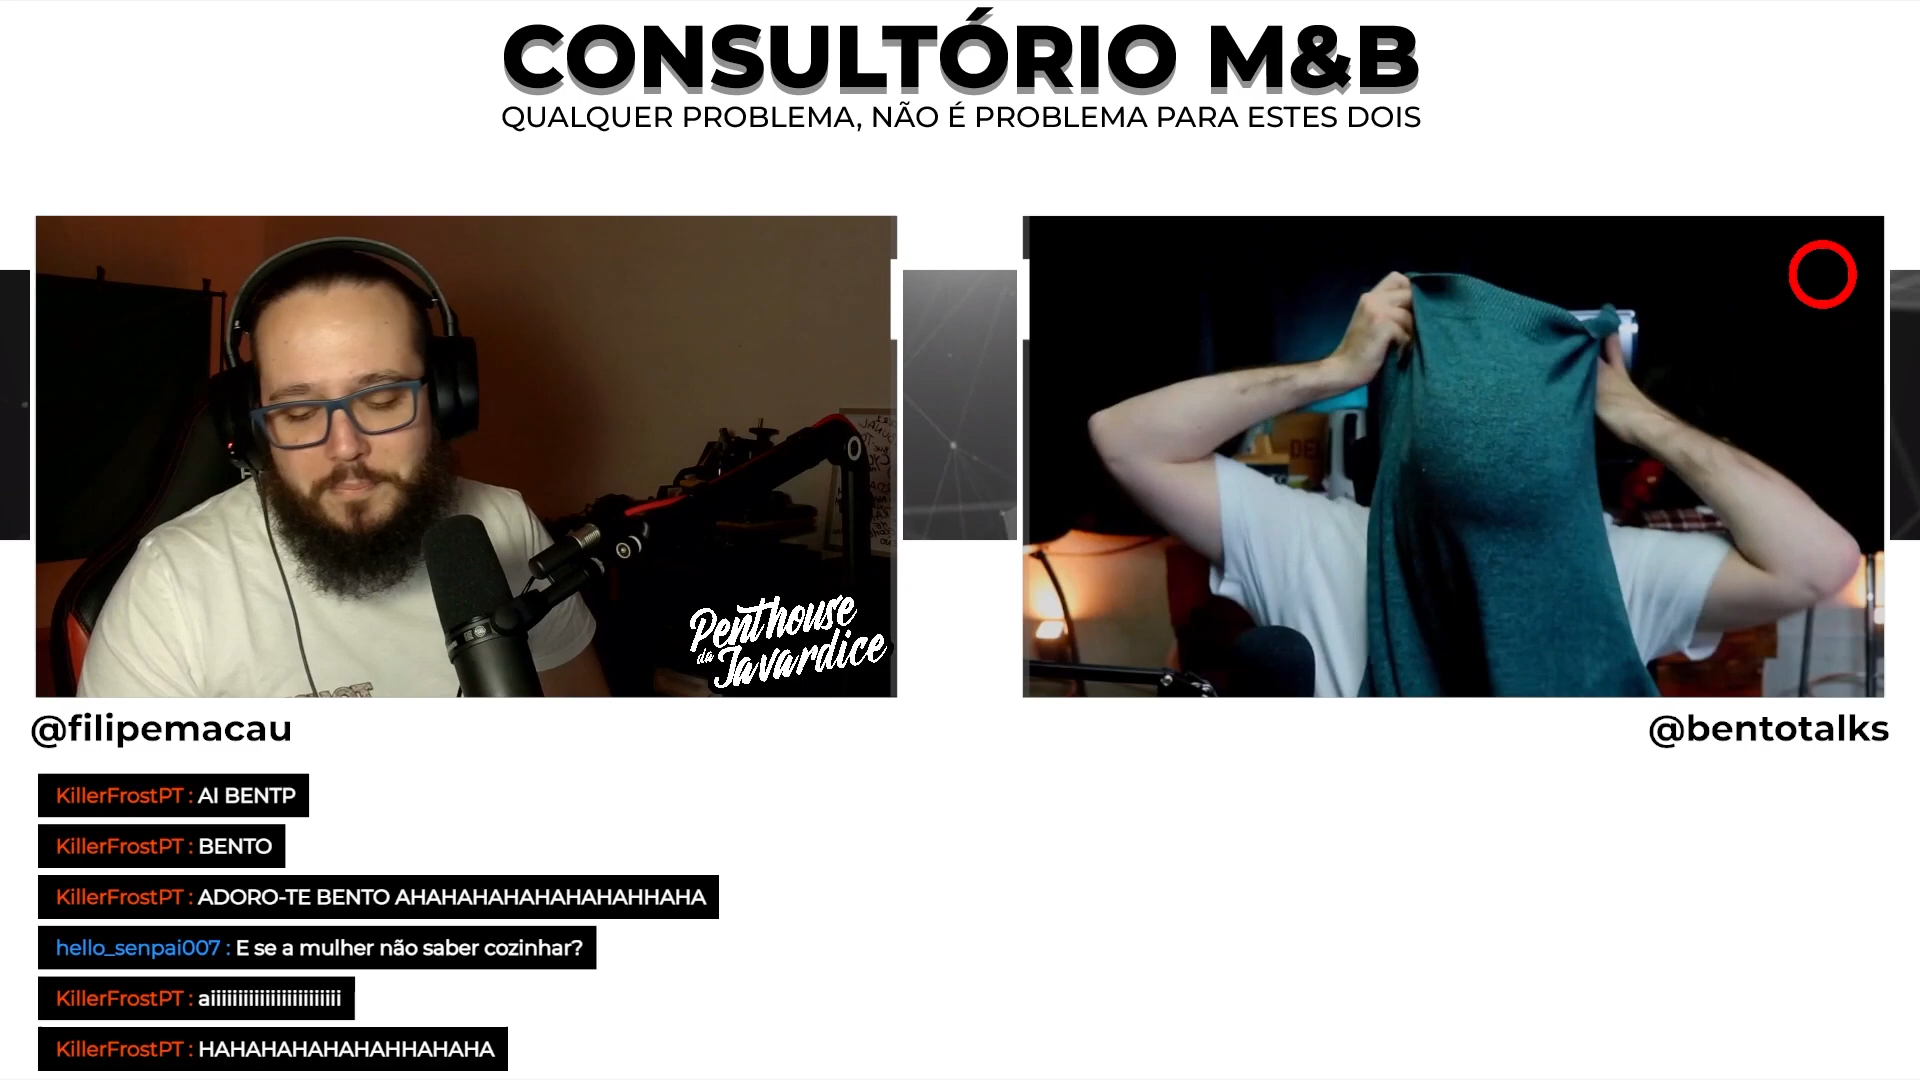 CONSULTÓRIO M&B
QUALQUER PROBLEMA, NÃO É PROBLEMA PARA ESTES DOIS
Penthouse
da Javardice
@filipemacau
@bentotalks
KillerFrostPT : AI BENTP
KillerFrostPT : BENTO
KillerFrostPT : ADORO-TE BENTO AHAHAHAHAHAHAHAHHAHA
hello_senpai007 : E se a mulher não saber cozinhar?
KillerFrostPT : aiiiiiiiiiiiiiiiiiiiiiiiii
KillerFrostPT : HAHAHAHAHAHAHHAHAHA